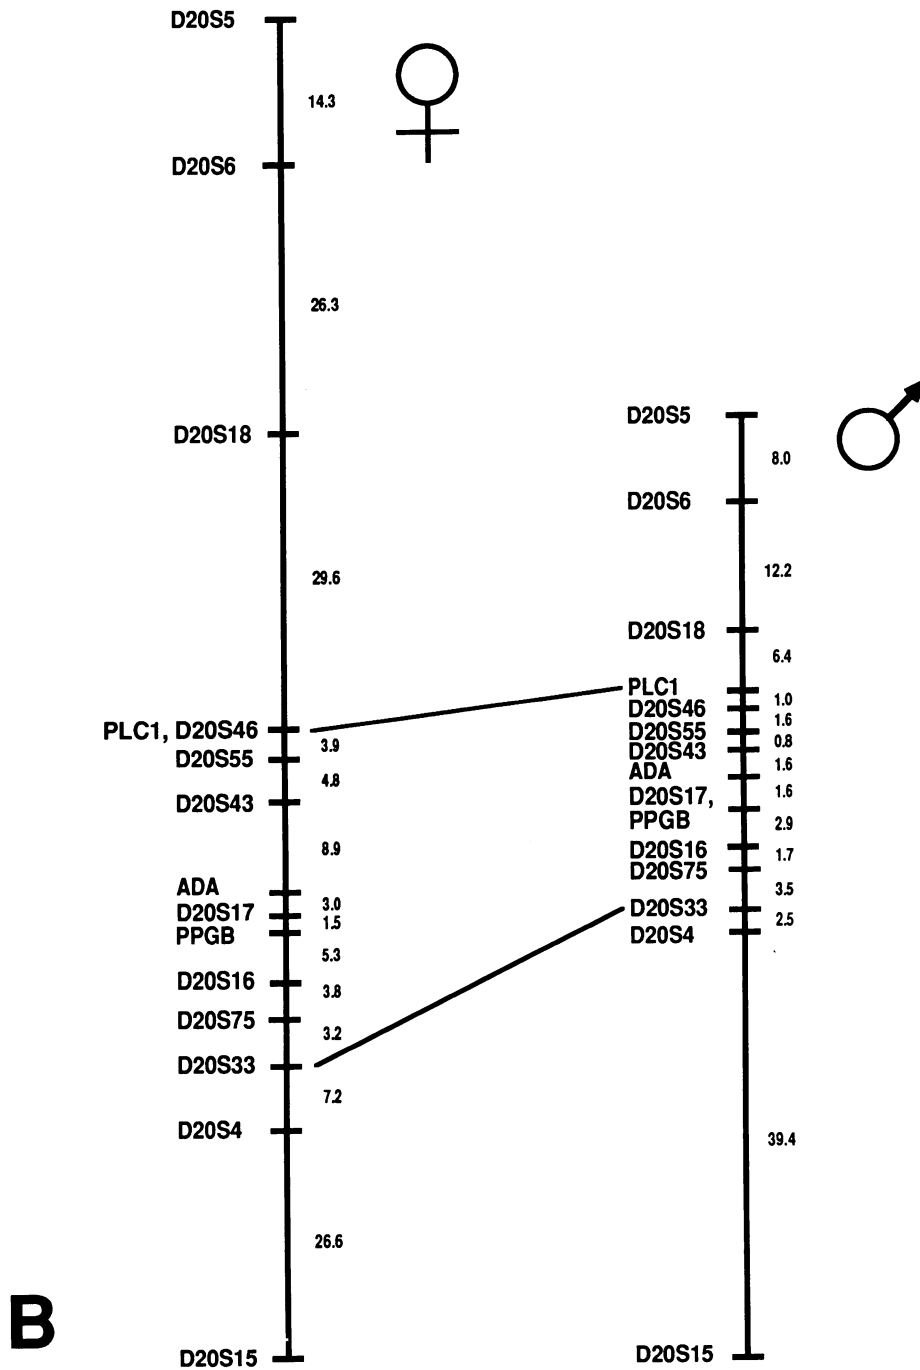 D20S5
14.3
D20S6
26.3
D20S18
29.6
PLC1, D20S46
3.9
D20S55
4.8
D20S43
8.9
ADA
3.0
D20S17
1.5
PPGB
5.3
D20S16
3.8
D20S75
3.2
D20S33
7.2
D20S4
26.6
D20S15
D20S5
8.0
D20S6
12.2
D20S18
6.4
PLC1
1.0
D20S46
1.6
D20S55
0.8
D20S43
1.6
ADA
1.6
D20S17,
PPGB
2.9
D20S16
1.7
D20S75
3.5
D20S33
2.5
D20S4
39.4
D20S15
B